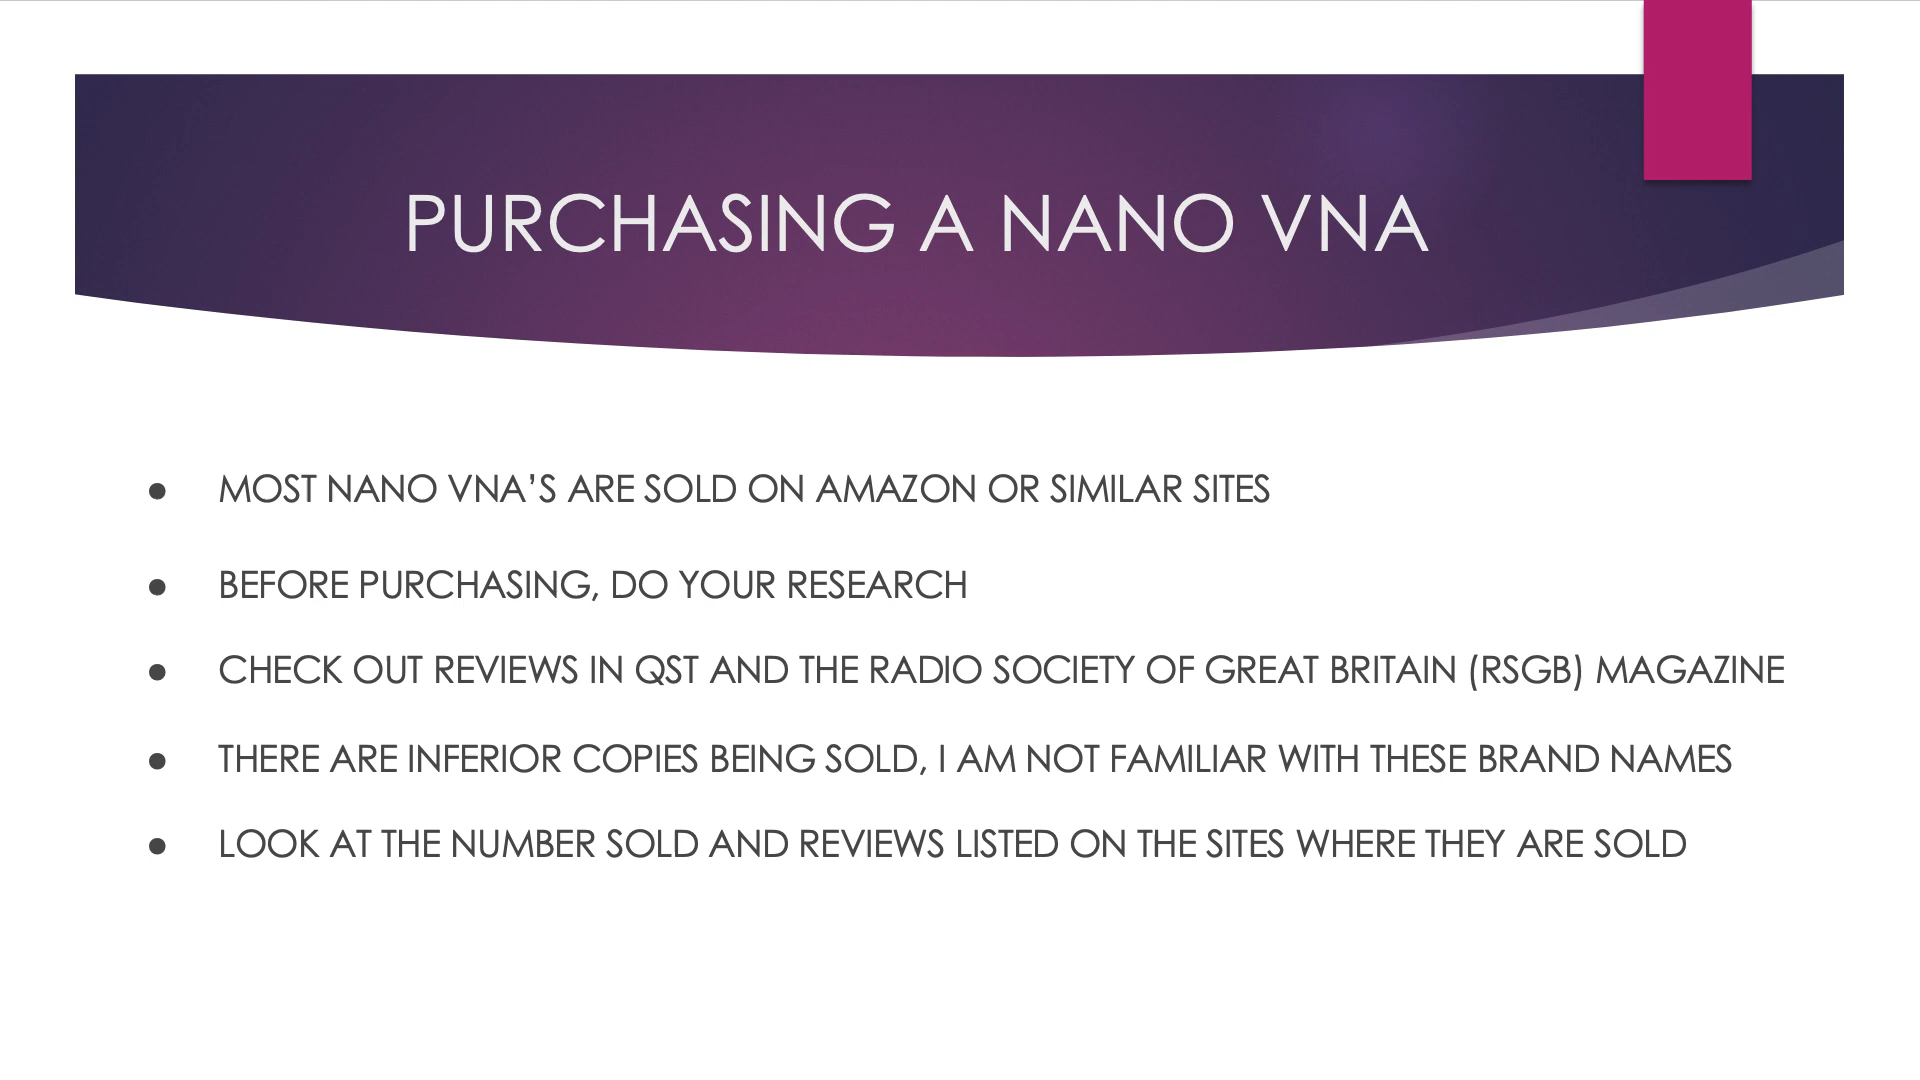 PURCHASING A NANO VNA
● MOST NANO VNA’S ARE SOLD ON AMAZON OR SIMILAR SITES
● BEFORE PURCHASING, DO YOUR RESEARCH
● CHECK OUT REVIEWS IN QST AND THE RADIO SOCIETY OF GREAT BRITAIN (RSGB) MAGAZINE
● THERE ARE INFERIOR COPIES BEING SOLD, I AM NOT FAMILIAR WITH THESE BRAND NAMES
● LOOK AT THE NUMBER SOLD AND REVIEWS LISTED ON THE SITES WHERE THEY ARE SOLD